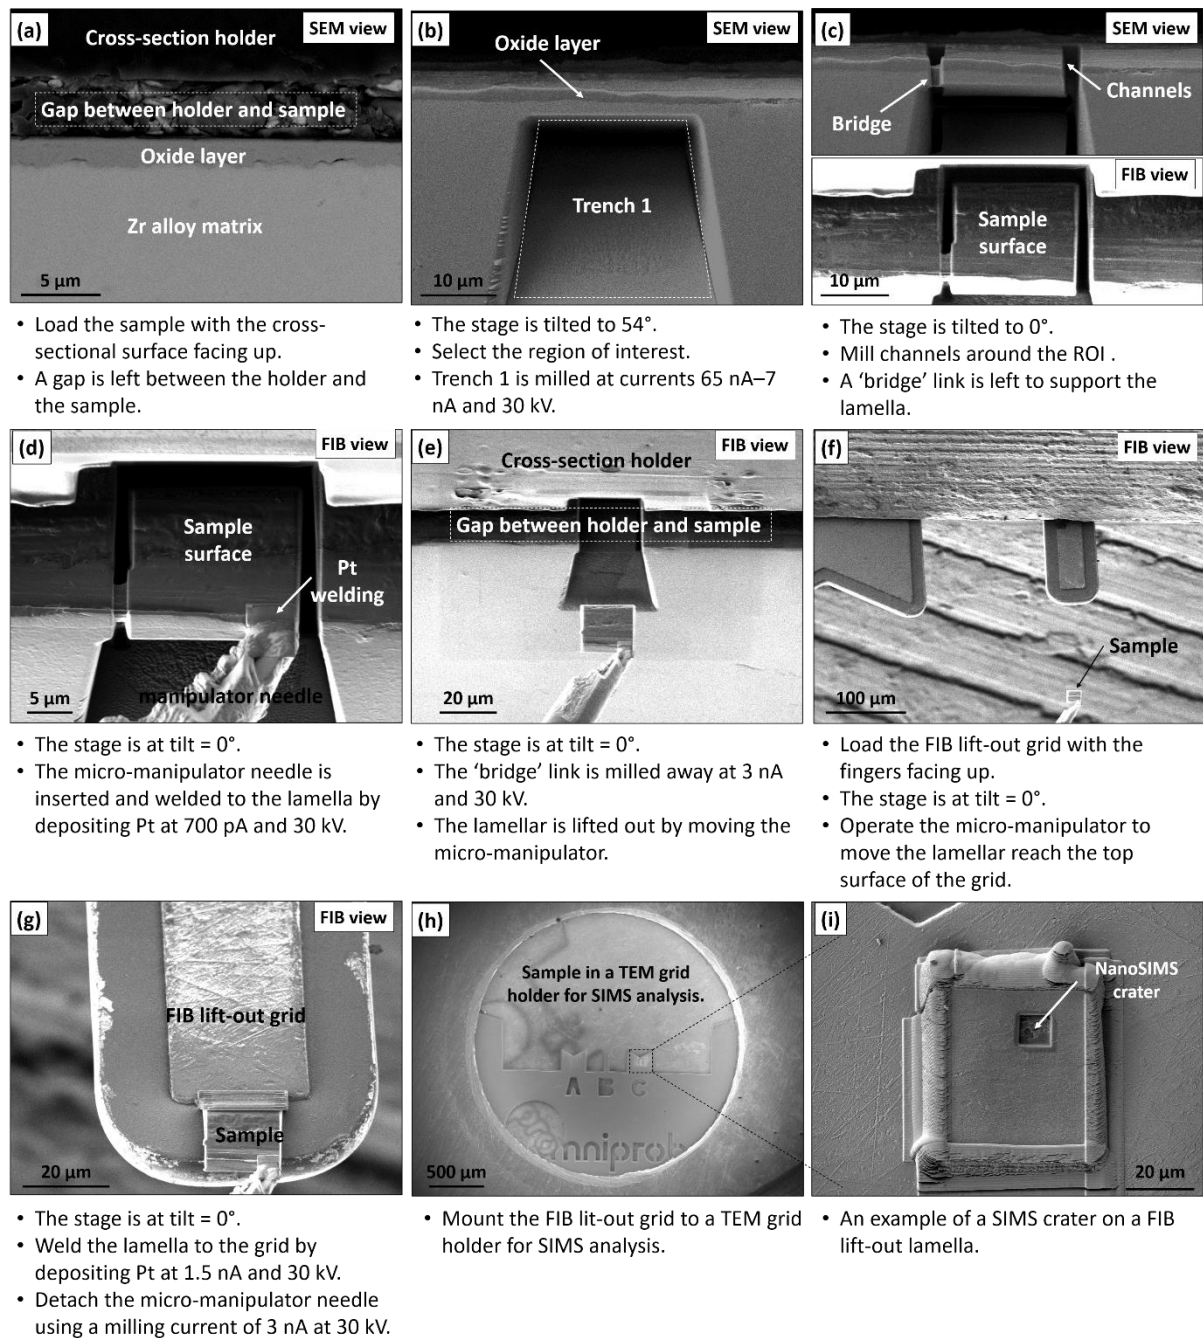 (a)
SEM view
Cross-section holder
Gap between holder and sample
Oxide layer
Zr alloy matrix
5 µm
• Load the sample with the cross-
sectional surface facing up.
• A gap is left between the holder and
the sample.
(b)
SEM view
Oxide layer
Trench 1
10 µm
• The stage is tilted to 54°.
• Select the region of interest.
• Trench 1 is milled at currents 65 nA–7
nA and 30 kV.
(c)
SEM view
Channels
Bridge
FIB view
Sample
surface
10 µm
• The stage is tilted to 0°.
• Mill channels around the ROI .
• A ‘bridge’ link is left to support the
lamella.
(d)
FIB view
Sample
surface
Pt
welding
manipulator needle
5 µm
• The stage is at tilt = 0°.
• The micro-manipulator needle is
inserted and welded to the lamella by
depositing Pt at 700 pA and 30 kV.
(e)
FIB view
Cross-section holder
Gap between holder and sample
20 µm
• The stage is at tilt = 0°.
• The ‘bridge’ link is milled away at 3 nA
and 30 kV.
• The lamellar is lifted out by moving the
micro-manipulator.
(f)
FIB view
Sample
100 µm
• Load the FIB lift-out grid with the
fingers facing up.
• The stage is at tilt = 0°.
• Operate the micro-manipulator to
move the lamellar reach the top
surface of the grid.
(g)
FIB view
FIB lift-out grid
Sample
20 µm
• The stage is at tilt = 0°.
• Weld the lamella to the grid by
depositing Pt at 1.5 nA and 30 kV.
• Detach the micro-manipulator needle
using a milling current of 3 nA at 30 kV.
(h)
Sample in a TEM grid
holder for SIMS analysis.
A B C
mniprob
500 µm
• Mount the FIB lit-out grid to a TEM grid
holder for SIMS analysis.
(i)
NanoSIMS
crater
20 µm
• An example of a SIMS crater on a FIB
lift-out lamella.